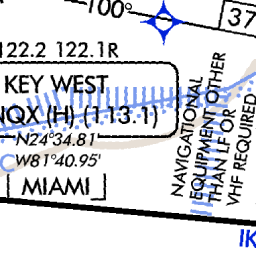 100°
37
122.2 122.1R
KEY WEST
NQX (H) (113.1)
N24°34.81
W81°40.95'
MIAMI
NAVIGATIONAL
EQUIPMENT OTHER
THAN LF OR
VHF REQUIRED
IK